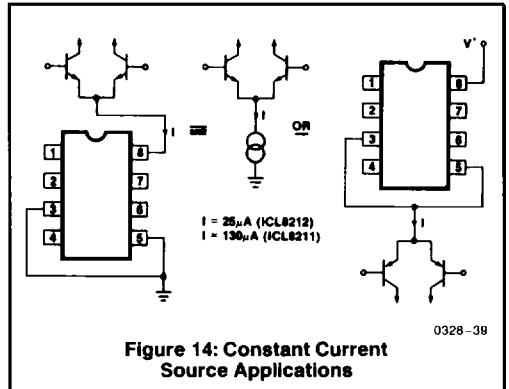 V+
1
2
3
4
8
7
6
5
I
I
OR
1
2
3
4
8
7
6
5
I
I = 25μA (ICL8212)
I = 130μA (ICL8211)
0328-39
Figure 14: Constant Current
Source Applications